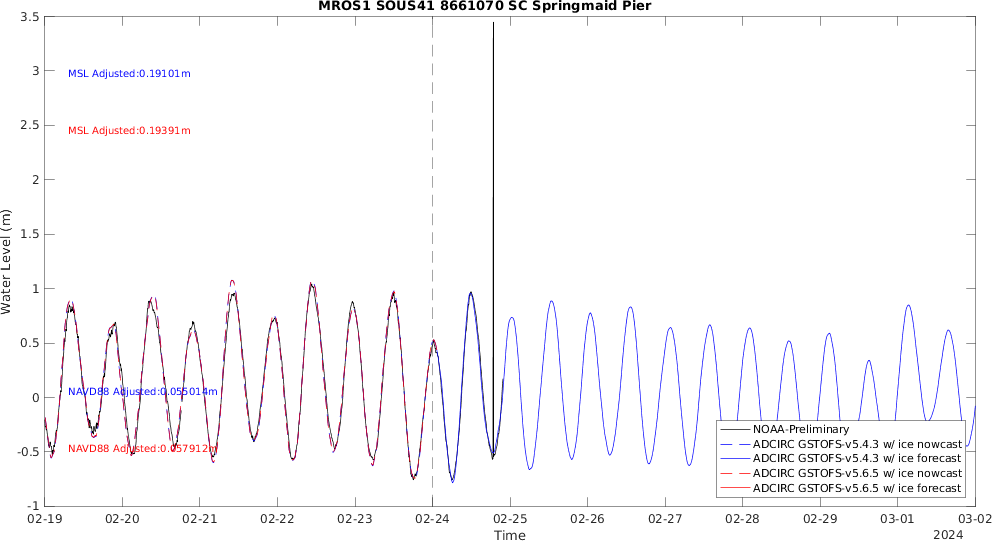 MROS1 SOUS41 8661070 SC Springmaid Pier
3.5
3
2.5
2
1.5
1
0.5
0
-0.5
-1
Water Level (m)
MSL Adjusted:0.19101m
MSL Adjusted:0.19391m
NAVD88 Adjusted:0.055014m
NAVD88 Adjusted:0.057912m
NOAA-Preliminary
ADCIRC GSTOFS-v5.4.3 w/ ice nowcast
ADCIRC GSTOFS-v5.4.3 w/ ice forecast
ADCIRC GSTOFS-v5.6.5 w/ ice nowcast
ADCIRC GSTOFS-v5.6.5 w/ ice forecast
02-19 02-20 02-21 02-22 02-23 02-24 02-25 02-26 02-27 02-28 02-29 03-01 03-02
Time
2024